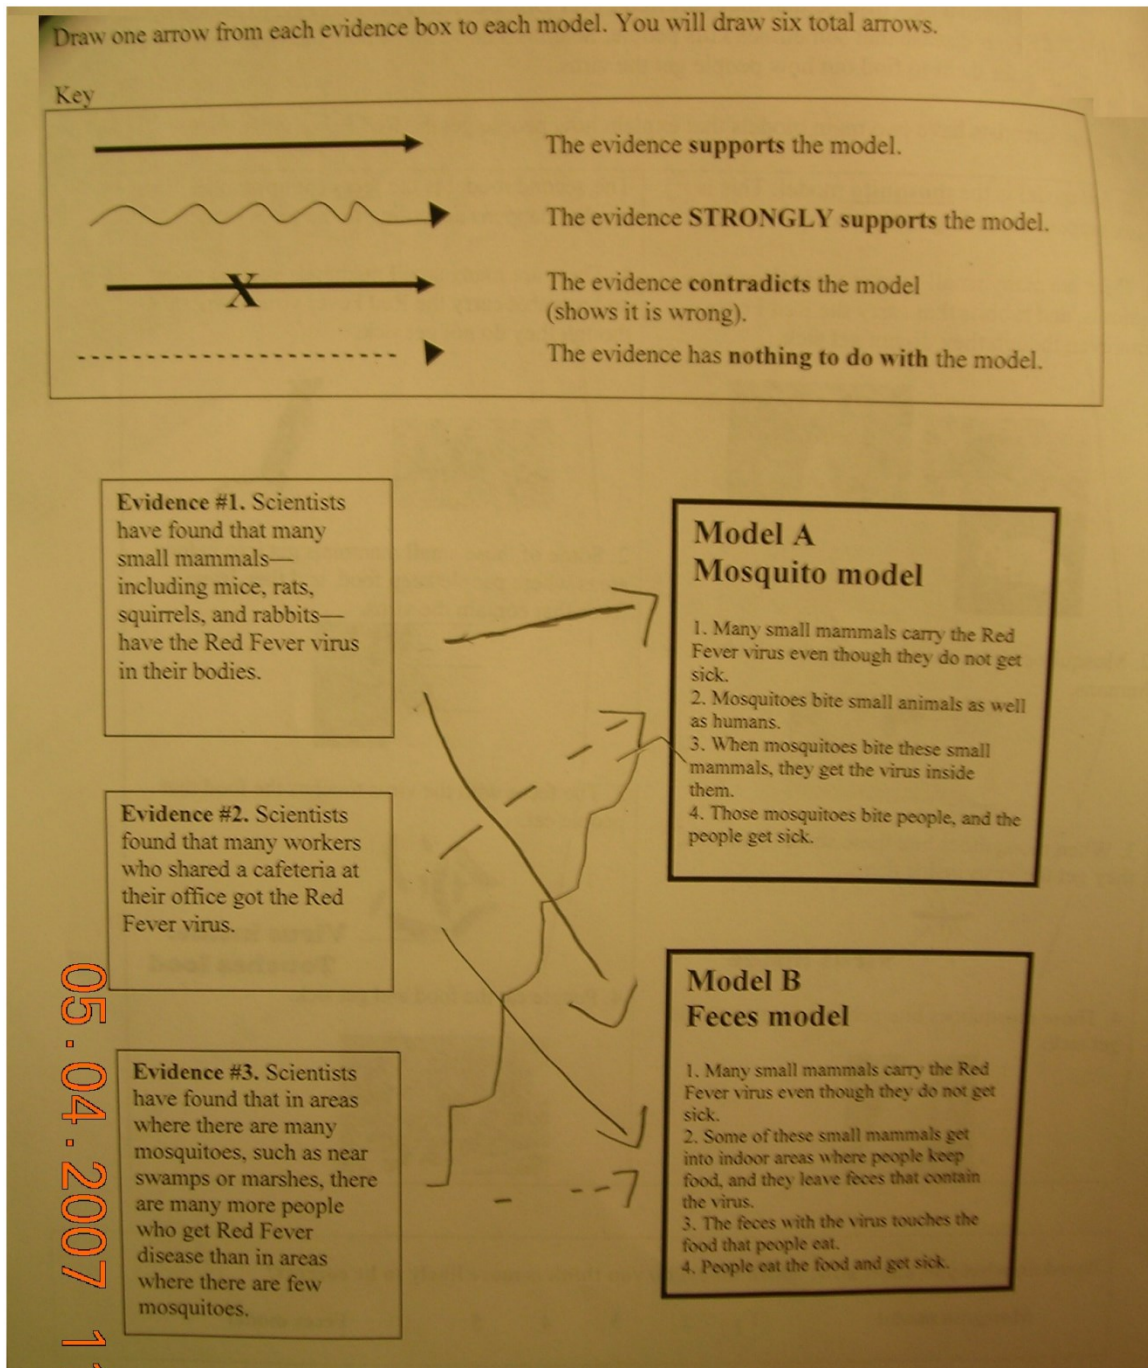 Draw one arrow from each evidence box to each model. You will draw six total arrows.
Key
The evidence supports the model.
The evidence STRONGLY supports the model.
X
The evidence contradicts the model
(shows it is wrong).
The evidence has nothing to do with the model.
Evidence #1. Scientists
have found that many
small mammals—
including mice, rats,
squirrels, and rabbits—
have the Red Fever virus
in their bodies.
Evidence #2. Scientists
found that many workers
who shared a cafeteria at
their office got the Red
Fever virus.
Evidence #3. Scientists
have found that in areas
where there are many
mosquitoes, such as near
swamps or marshes, there
are many more people
who get Red Fever
disease than in areas
where there are few
mosquitoes.
Model A
Mosquito model
1. Many small mammals carry the Red
Fever virus even though they do not get
sick.
2. Mosquitoes bite small animals as well
as humans.
3. When mosquitoes bite these small
mammals, they get the virus inside
them.
4. Those mosquitoes bite people, and the
people get sick.
Model B
Feces model
1. Many small mammals carry the Red
Fever virus even though they do not get
sick.
2. Some of these small mammals get
into indoor areas where people keep
food, and they leave feces that contain
the virus.
3. The feces with the virus touches the
food that people eat.
4. People eat the food and get sick.
05.04.2007